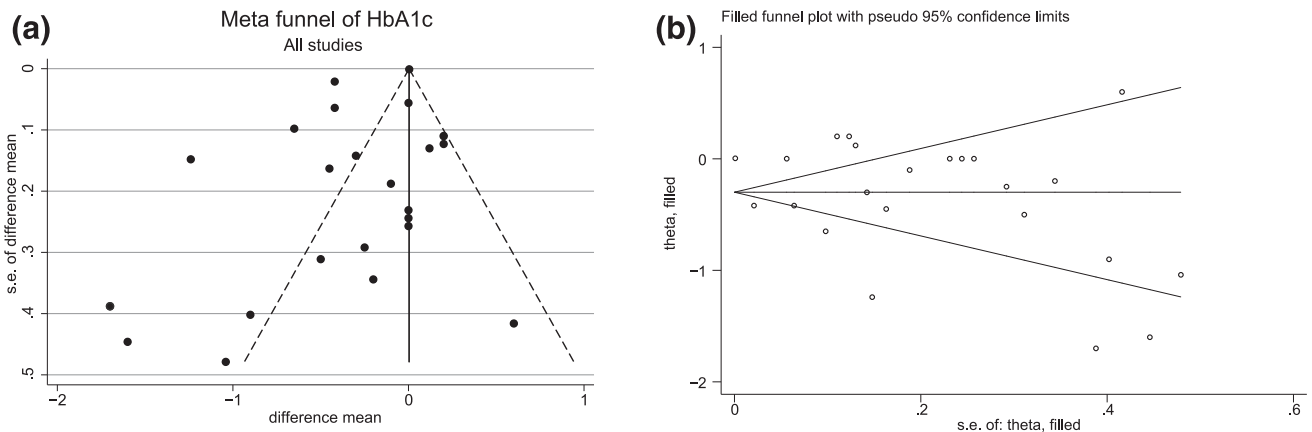 (a)
Meta funnel of HbA1c
All studies
s.e. of difference mean
0
.1
.2
.3
.4
.5
−2
−1
0
1
difference mean
(b)
Filled funnel plot with pseudo 95% confidence limits
theta, filled
1
0
−1
−2
0
.2
.4
.6
s.e. of: theta, filled